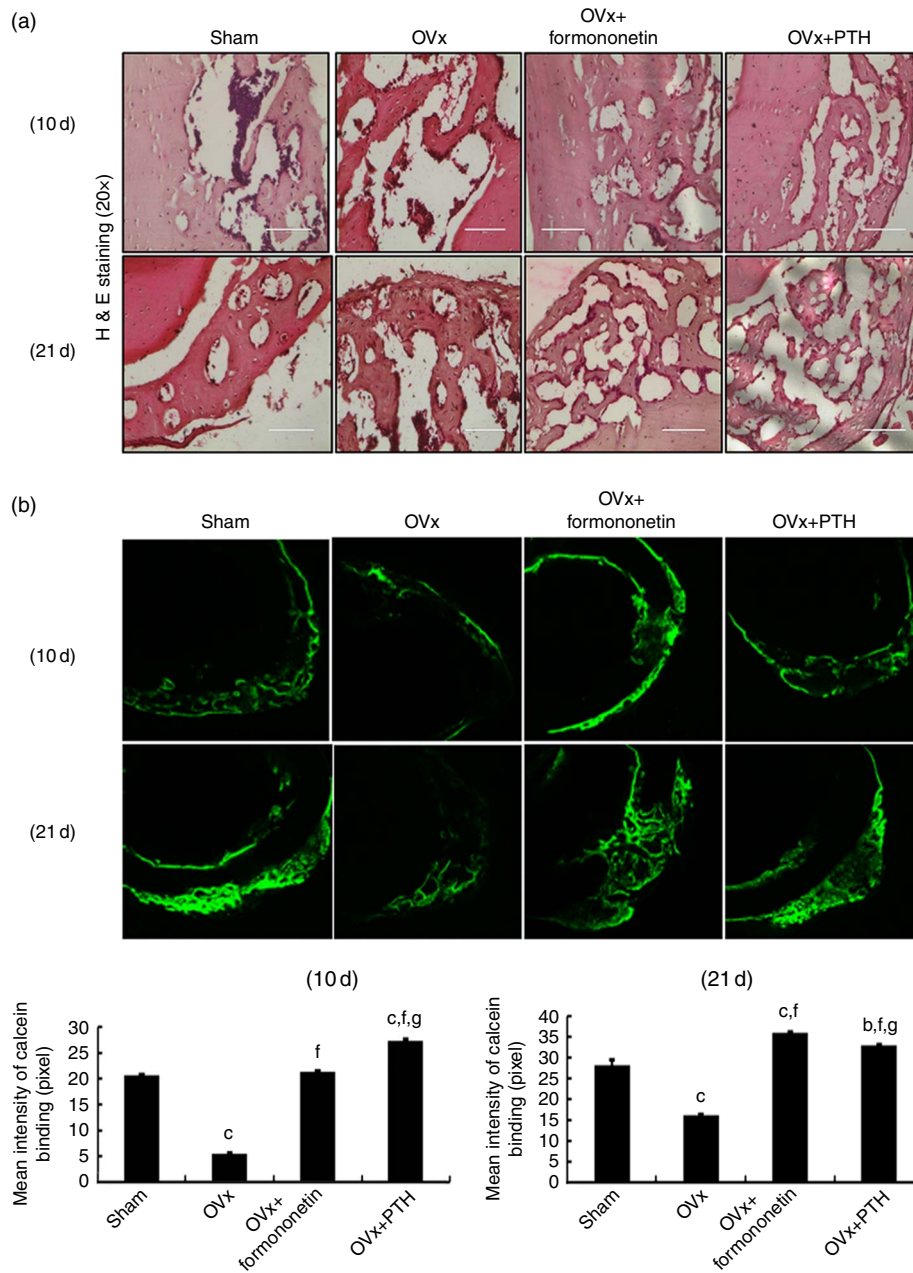 (a)
Sham
OVx
OVx+
formononetin
OVx+PTH
(10 d)
H & E staining (20×)
(21 d)
(b)
Sham
OVx
OVx+
formononetin
OVx+PTH
(10 d)
(21 d)
(10 d)
Mean intensity of calcein
binding (pixel)
30
25
20
15
10
5
0
c
f
c,f,g
Sham
OVx
OVx+
formononetin
OVx+PTH
(21 d)
Mean intensity of calcein
binding (pixel)
40
35
30
25
20
15
10
5
0
c
c,f
b,f,g
Sham
OVx
OVx+
formononetin
OVx+PTH